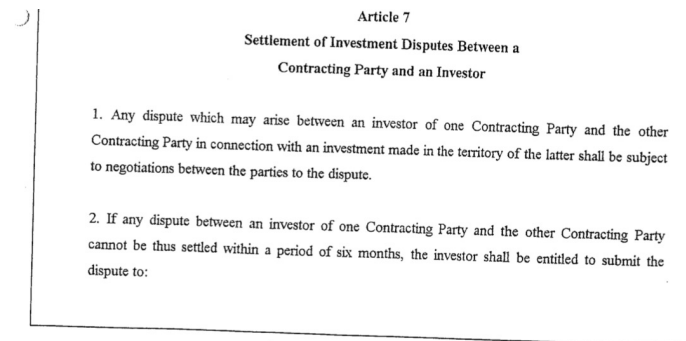 Article 7
Settlement of Investment Disputes Between a
Contracting Party and an Investor
1. Any dispute which may arise between an investor of one Contracting Party and the other
Contracting Party in connection with an investment made in the territory of the latter shall be subject
to negotiations between the parties to the dispute.
2. If any dispute between an investor of one Contracting Party and the other Contracting Party
cannot be thus settled within a period of six months, the investor shall be entitled to submit the
dispute to: